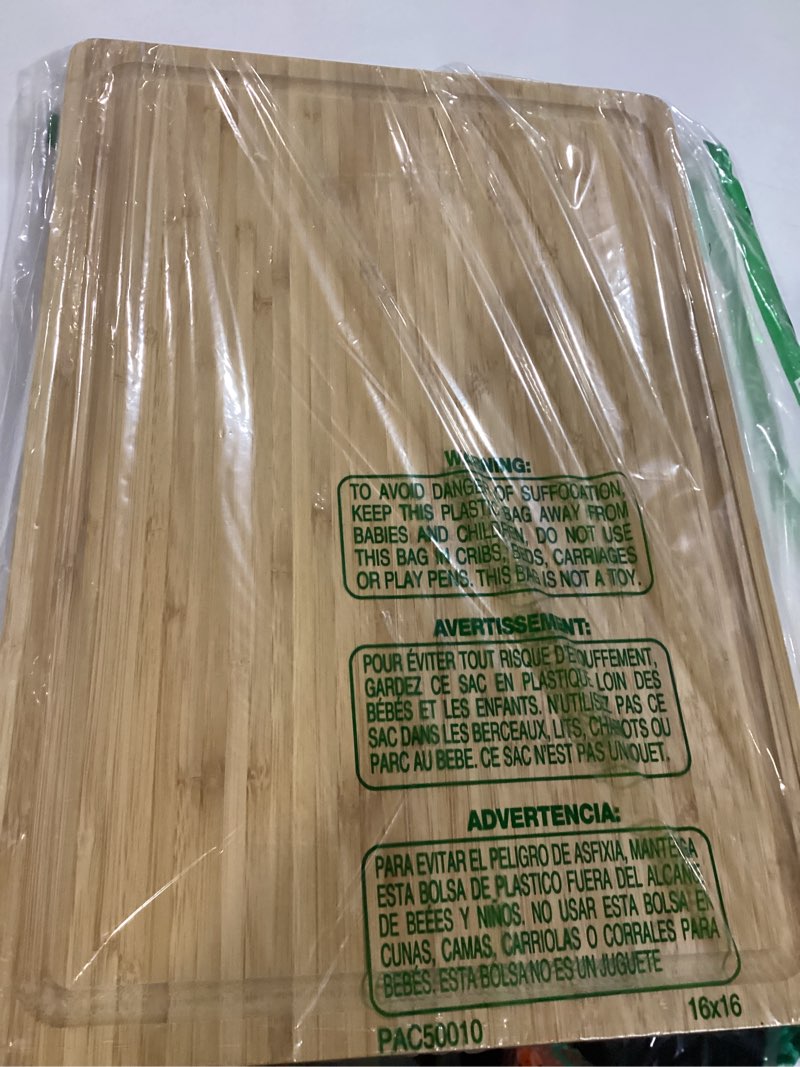 WARNING:
TO AVOID DANGER OF SUFFOCATION,
KEEP THIS PLASTIC BAG AWAY FROM
BABIES AND CHILDREN, DO NOT USE
THIS BAG IN CRIBS, BEDS, CARRIAGES
OR PLAY PENS. THIS BAG IS NOT A TOY.
AVERTISSEMENT:
POUR ÉVITER TOUT RISQUE D'ÉTOUFFEMENT,
GARDEZ CE SAC EN PLASTIQUE LOIN DES
BÉBÉS ET LES ENFANTS. N'UTILISEZ PAS CE
SAC DANS LES BERCEAUX, LITS, CHARIOTS OU
PARC AU BEBE. CE SAC N'EST PAS UNQUET.
ADVERTENCIA:
PARA EVITAR EL PELIGRO DE ASFIXIA, MANTENGA
ESTA BOLSA DE PLASTICO FUERA DEL ALCANCE
DE BEÉES Y NIÑOS. NO USAR ESTA BOLSA EN
CUNAS, CAMAS, CARRIOLAS O CORRALES PARA
BEBÉS. ESTA BOLSA NO ES UN JUGUETE
PAC50010
16x16